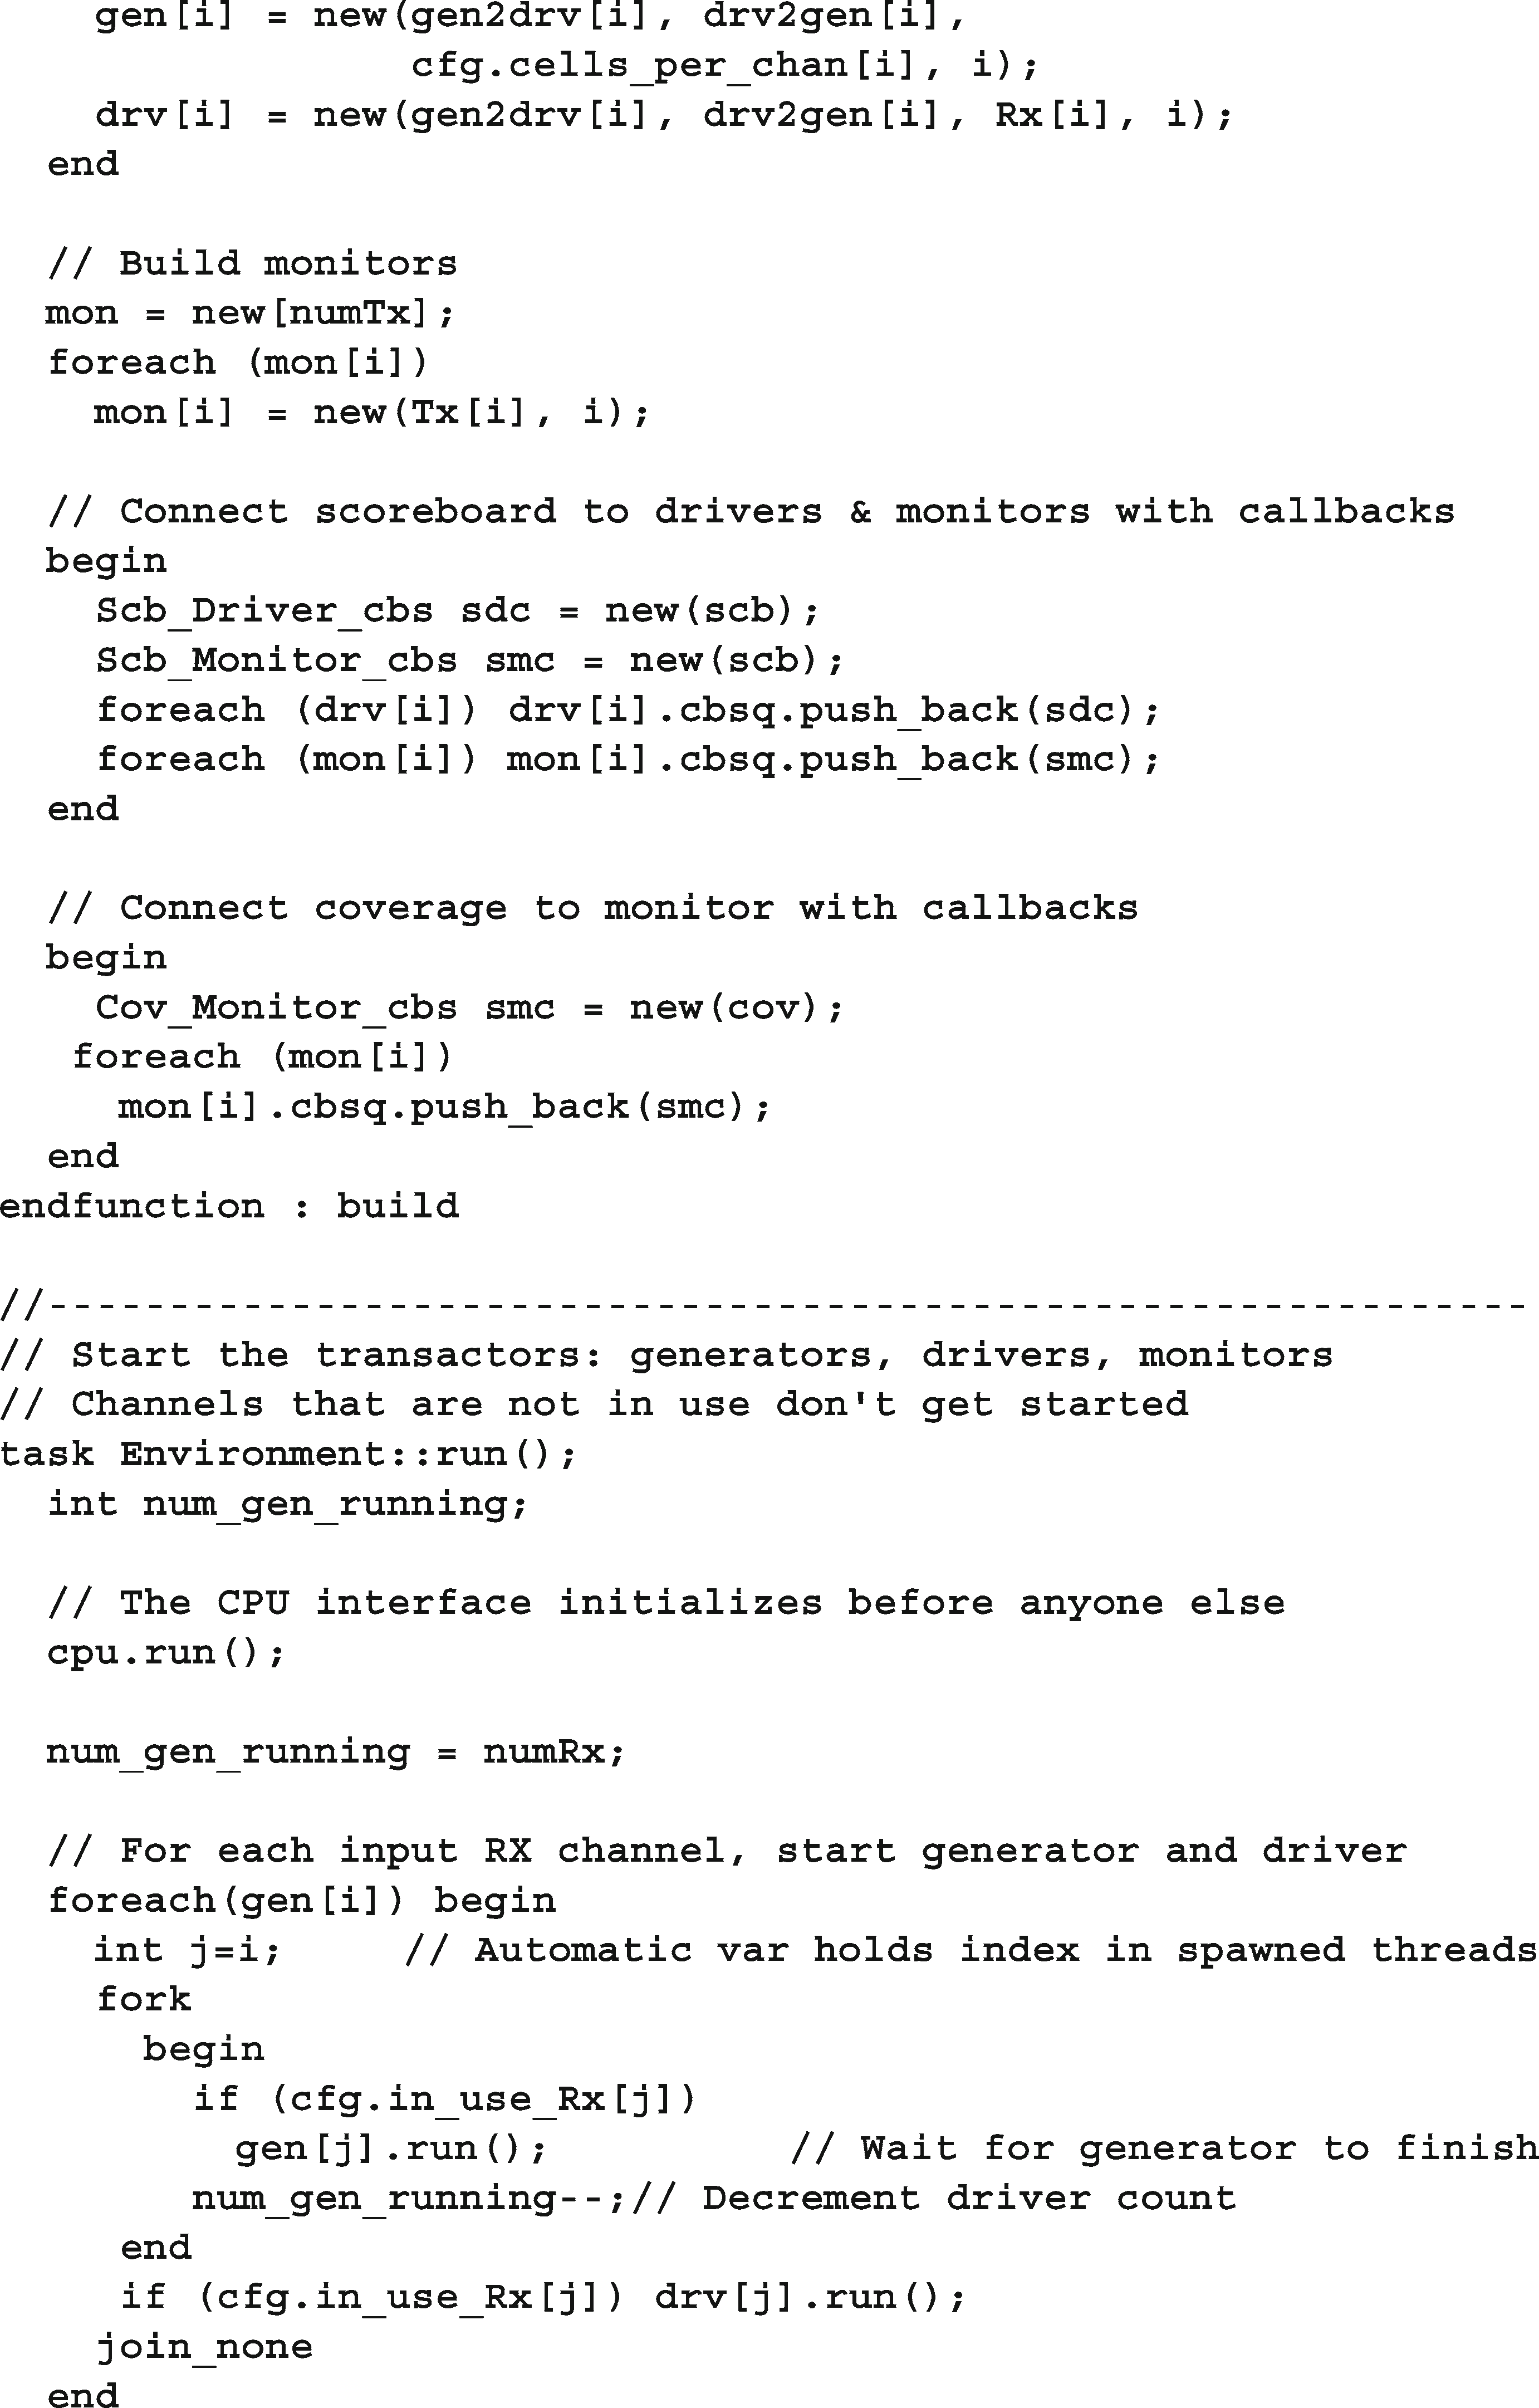 gen[i] = new(gen2drv[i], drv2gen[i],
cfg.cells_per_chan[i], i);
drv[i] = new(gen2drv[i], drv2gen[i], Rx[i], i);
end
// Build monitors
mon = new[numTx];
foreach (mon[i])
mon[i] = new(Tx[i], i);
// Connect scoreboard to drivers & monitors with callbacks
begin
Scb_Driver_cbs sdc = new(scb);
Scb_Monitor_cbs smc = new(scb);
foreach (drv[i]) drv[i].cbsq.push_back(sdc);
foreach (mon[i]) mon[i].cbsq.push_back(smc);
end
// Connect coverage to monitor with callbacks
begin
Cov_Monitor_cbs smc = new(cov);
foreach (mon[i])
mon[i].cbsq.push_back(smc);
end
endfunction : build
//-------------------------------------------------------------
// Start the transactors: generators, drivers, monitors
// Channels that are not in use don't get started
task Environment::run();
int num_gen_running;
// The CPU interface initializes before anyone else
cpu.run();
num_gen_running = numRx;
// For each input RX channel, start generator and driver
foreach(gen[i]) begin
int j=i; // Automatic var holds index in spawned threads
fork
begin
if (cfg.in_use_Rx[j])
gen[j].run(); // Wait for generator to finish
num_gen_running--;// Decrement driver count
end
if (cfg.in_use_Rx[j]) drv[j].run();
join_none
end